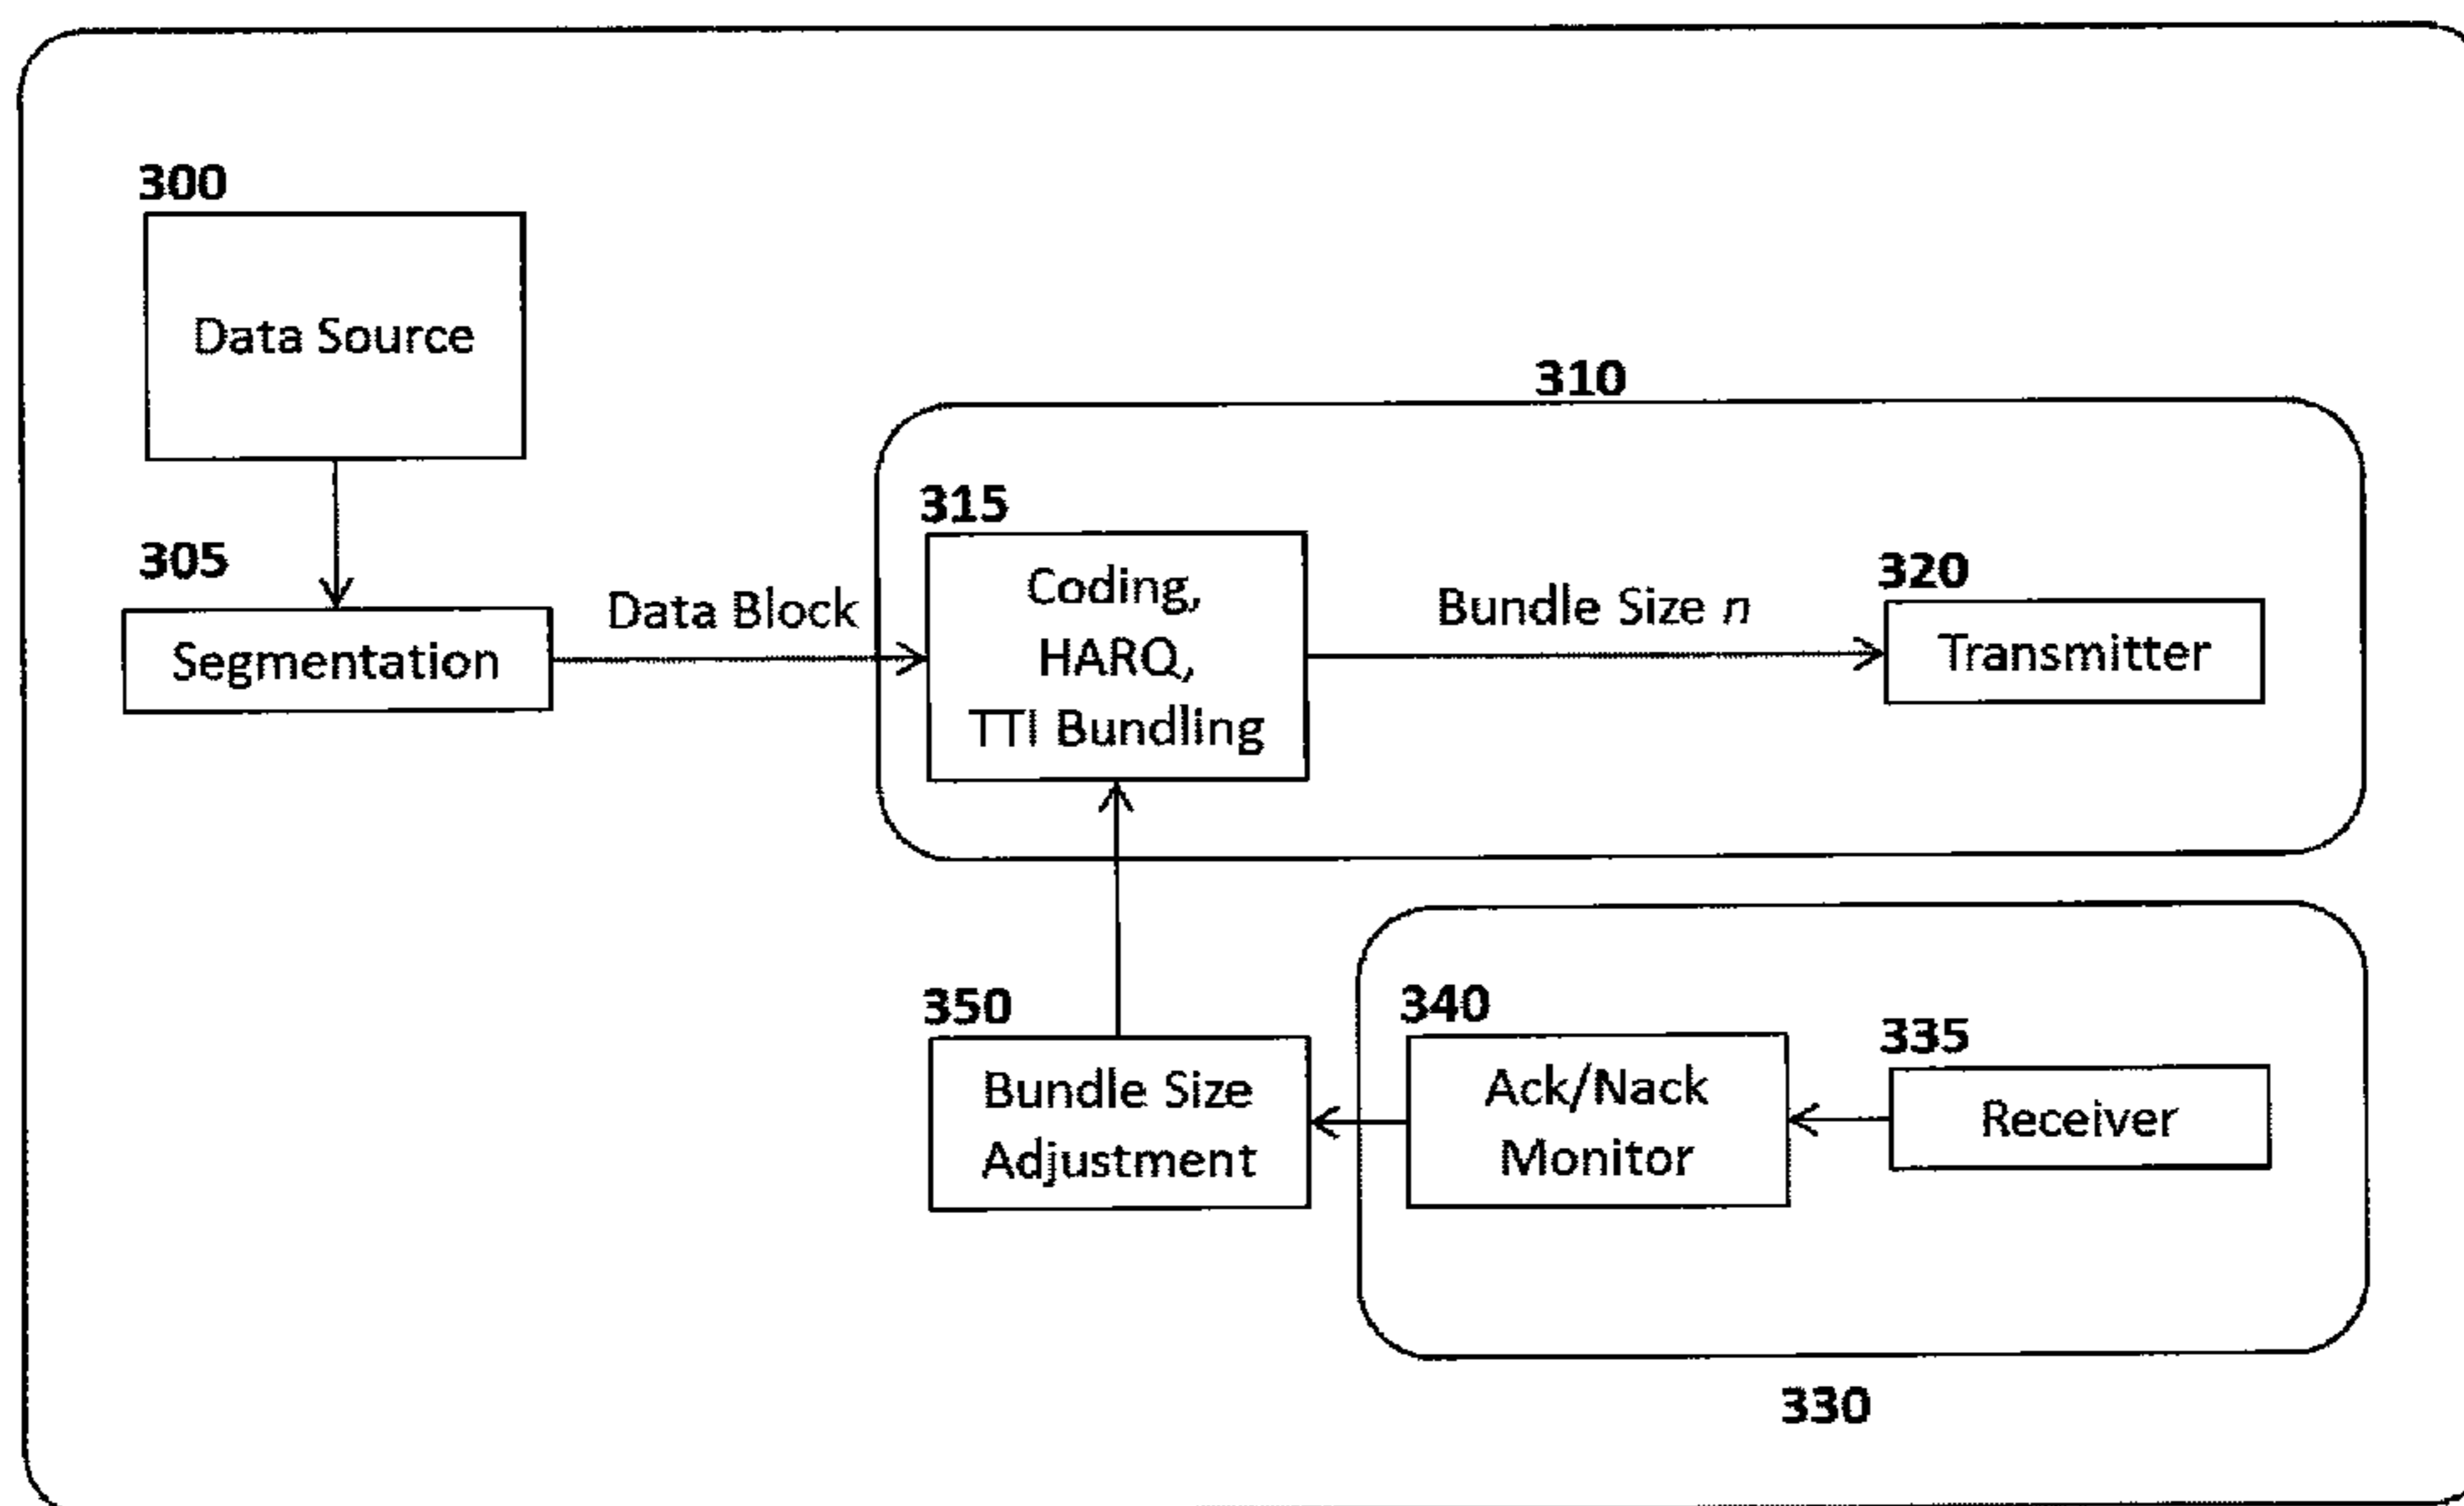 300
Data Source
310
315
305
Data Block
Coding,
HARQ,
TTI Bundling
Bundle Size n
320
Transmitter
Segmentation
350
Bundle Size
Adjustment
340
Ack/Nack
Monitor
335
Receiver
330